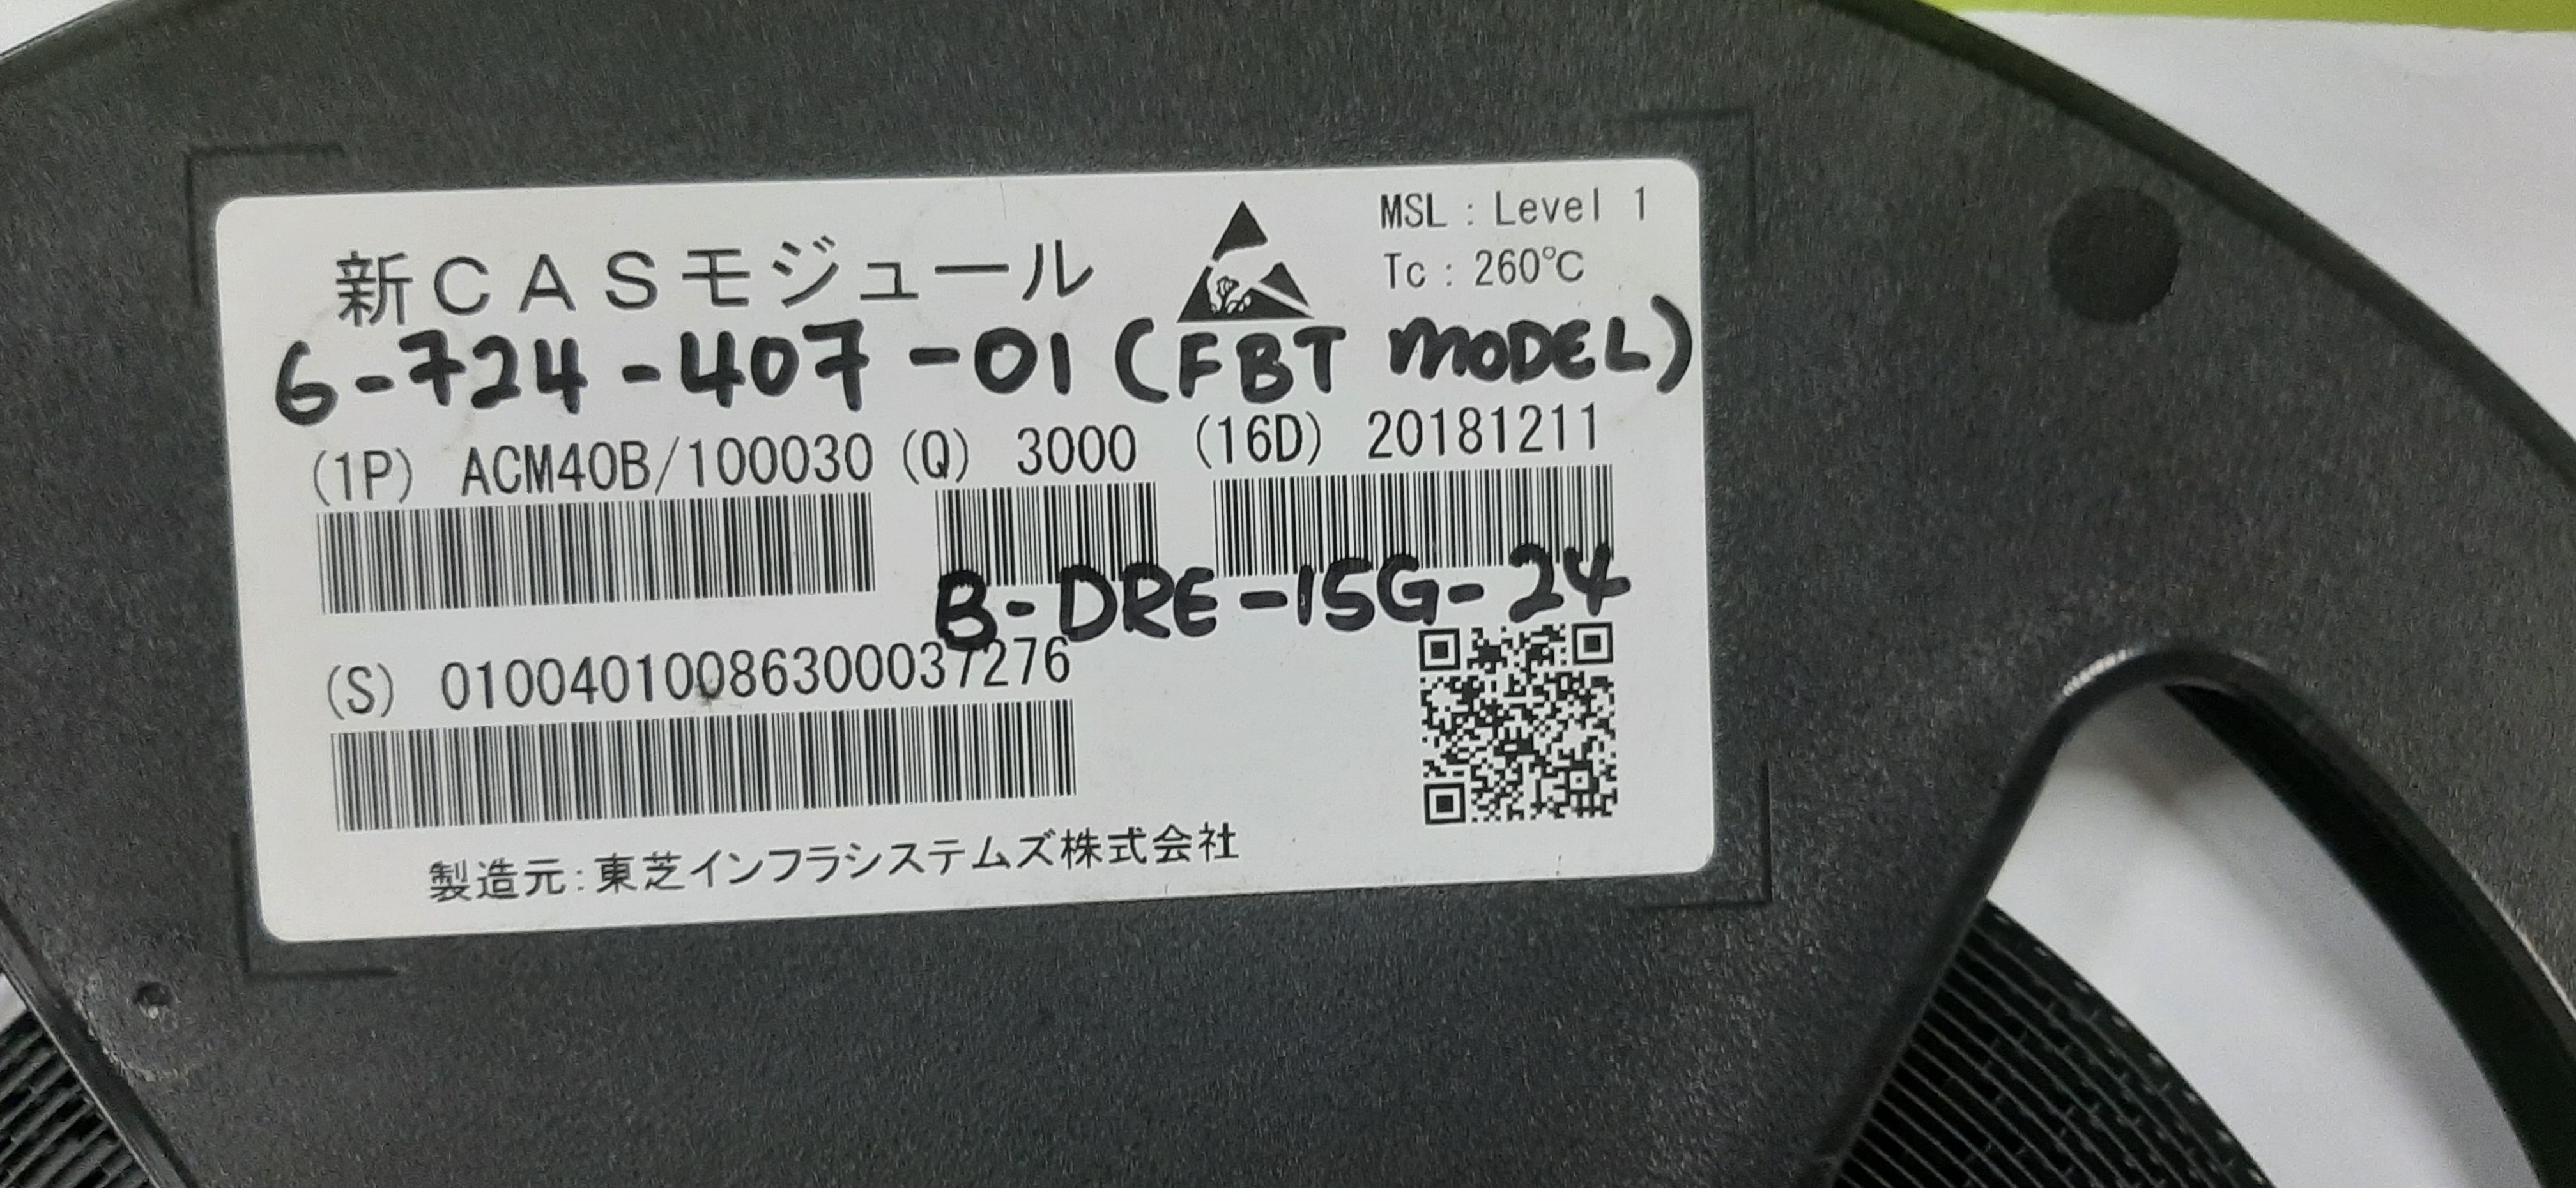 新CASモジュール
MSL : Level 1
Tc : 260℃
6-724-407-01 (FBT MODEL)
(1P) ACM40B/100030 (Q) 3000 (16D) 20181211
B-DRE-15G-24
(S) 01004010086300037276
製造元:東芝インフラシステムズ株式会社